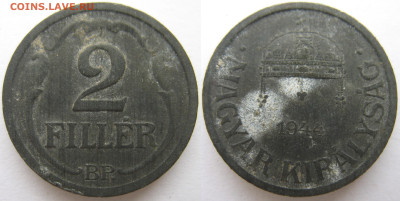 COINS.LAVE.RU
2
FILLÉR
BP.
MAGYAR KIRÁLYSÁG.
1944